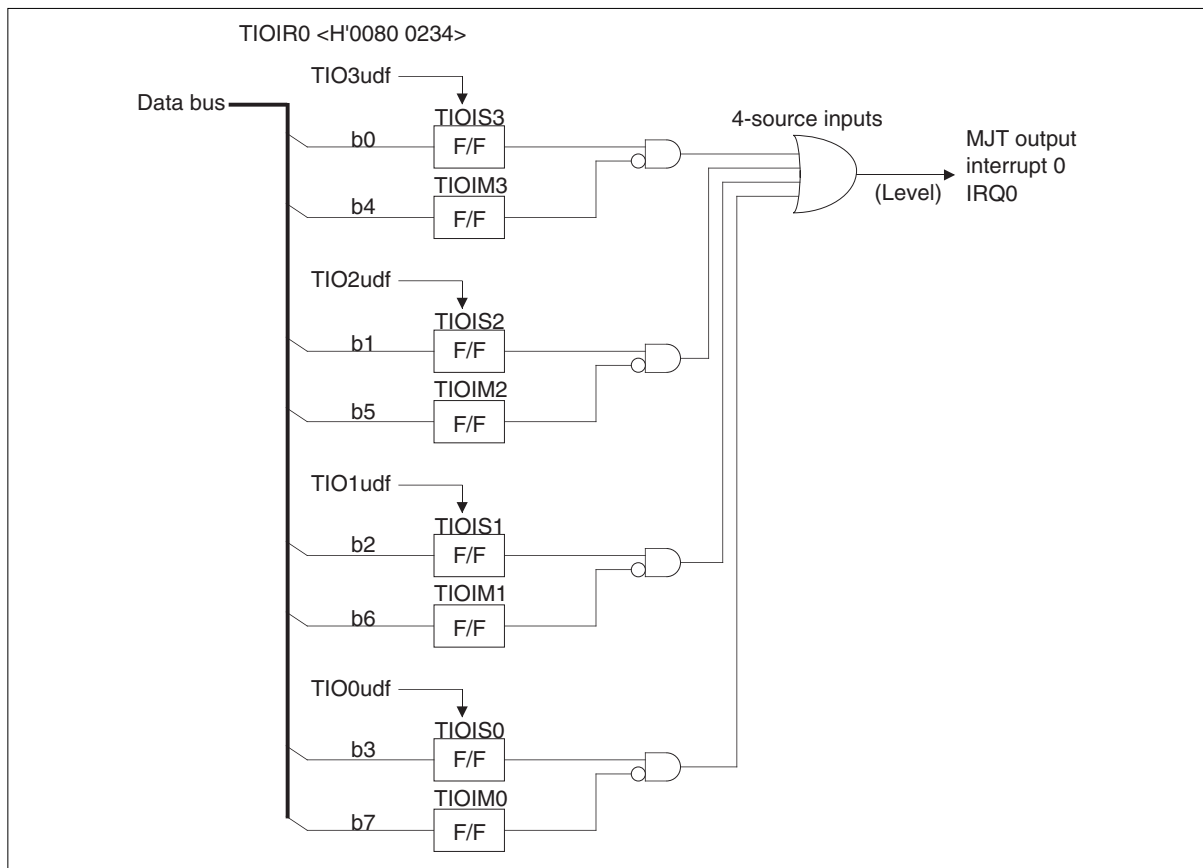 TIOIR0 <H'0080 0234>
TIO3udf
Data bus
TIOIS3
b0
F/F
4-source inputs
MJT output
interrupt 0
IRQ0
(Level)
TIOIM3
b4
F/F
TIO2udf
TIOIS2
b1
F/F
TIOIM2
b5
F/F
TIO1udf
TIOIS1
b2
F/F
TIOIM1
b6
F/F
TIO0udf
TIOIS0
b3
F/F
TIOIM0
b7
F/F